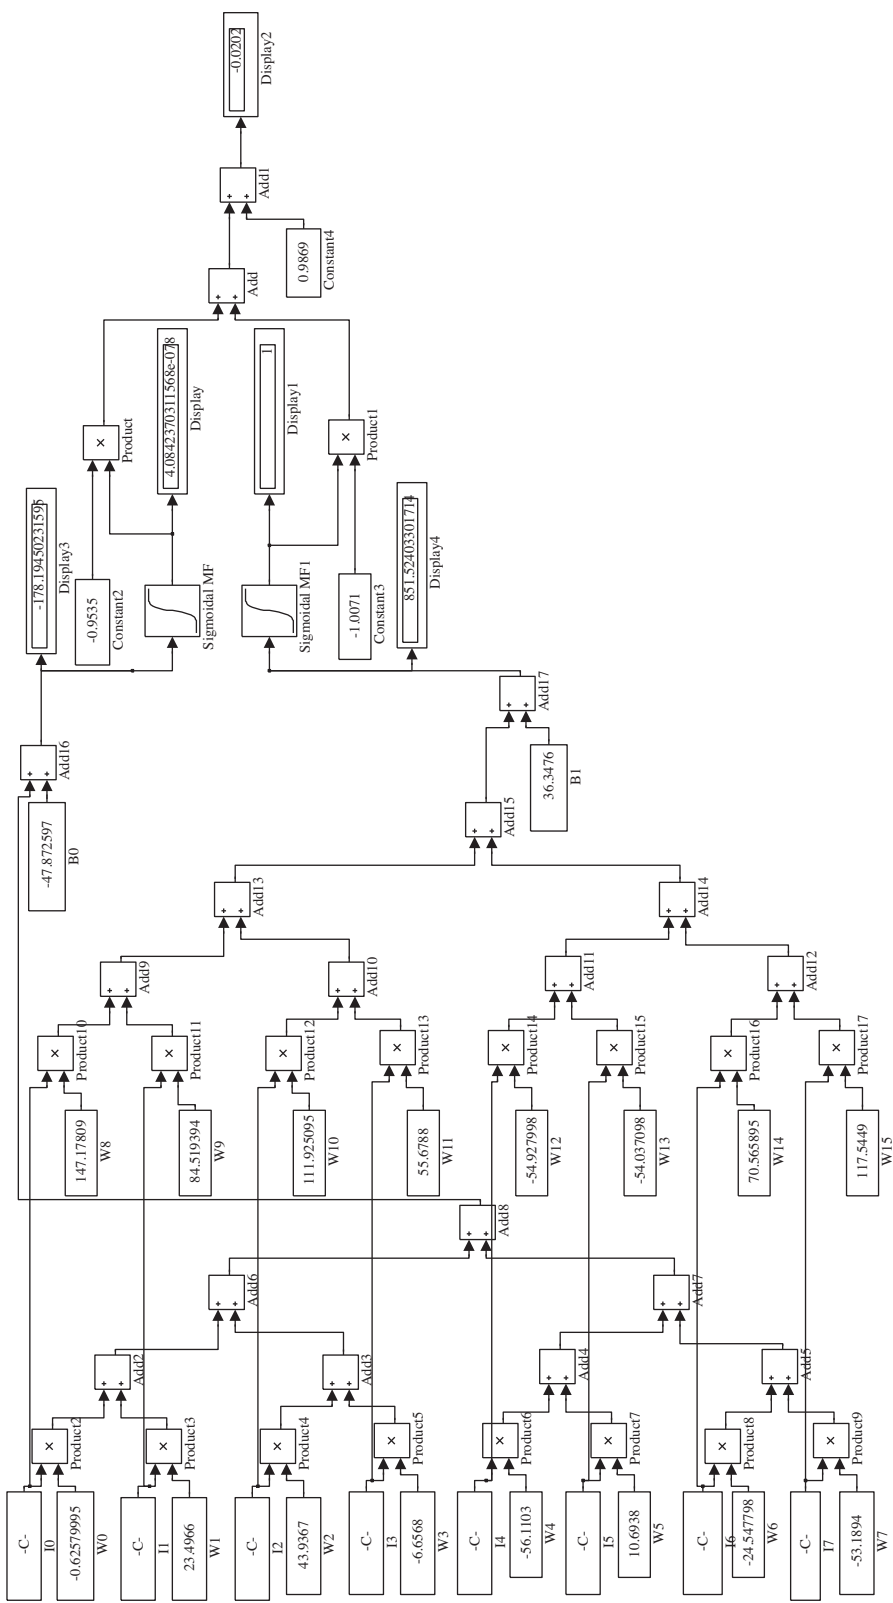 -0.0202
Display2
Add1
0.9869
Constant4
Add
Product
4.0842370311568e-078
Display
1
Display1
Product1
-178.19450231595
Display3
-0.9535
Constant2
Sigmoidal MF
Sigmoidal MF1
-1.0071
Constant3
851.52403301714
Display4
Add16
-47.872597
B0
Add17
36.3476
B1
Add15
Add13
Add14
Add9
Add10
Add11
Add12
Product10
Product11
Product12
Product13
Product14
Product15
Product16
Product17
147.17809
W8
84.519394
W9
111.925095
W10
55.6788
W11
-54.927998
W12
-54.037098
W13
70.565895
W14
117.5449
W15
Add8
Add6
Add7
Add2
Add3
Add4
Add5
Product2
Product3
Product4
Product5
Product6
Product7
Product8
Product9
-C-
I0
-0.62579995
W0
-C-
I1
23.4966
W1
-C-
I2
43.9367
W2
-C-
I3
-6.6568
W3
-C-
I4
-56.1103
W4
-C-
I5
10.6938
W5
-C-
I6
-24.547798
W6
-C-
I7
-53.1894
W7